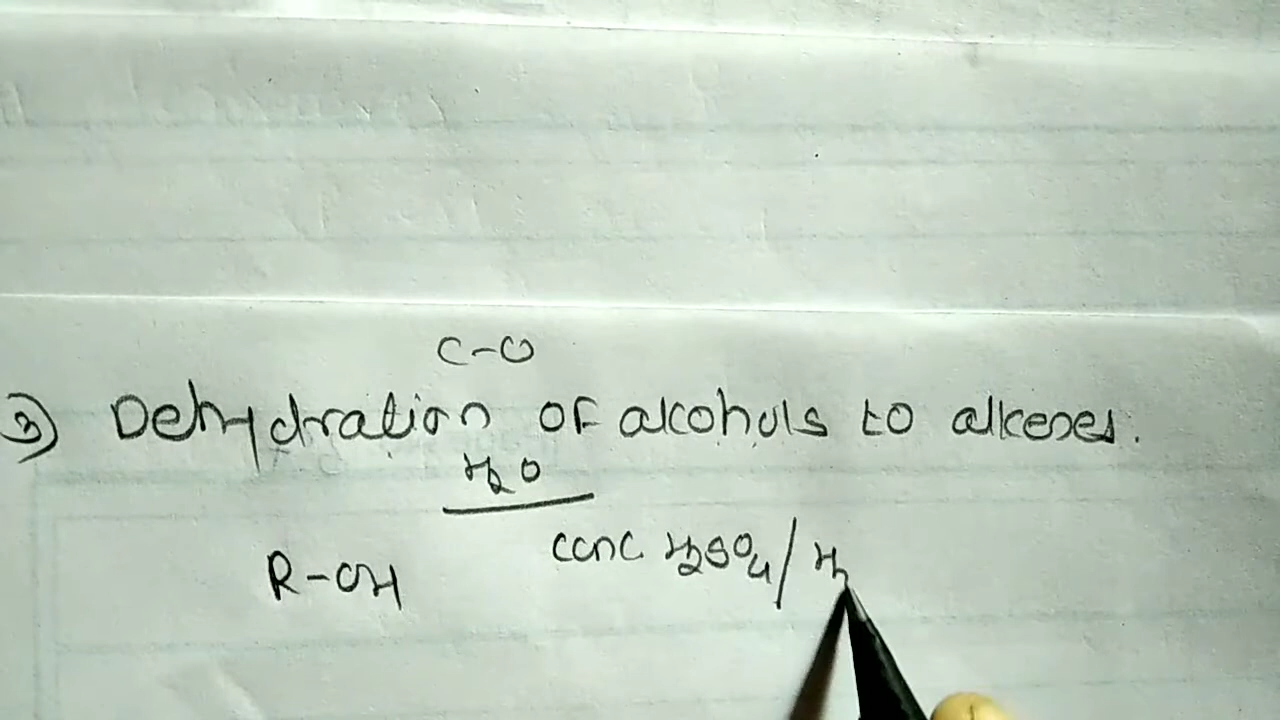 C-O
3) Dehydration OF alcohols to alkenes.
H2O
conc H2SO4/ H
R-OH